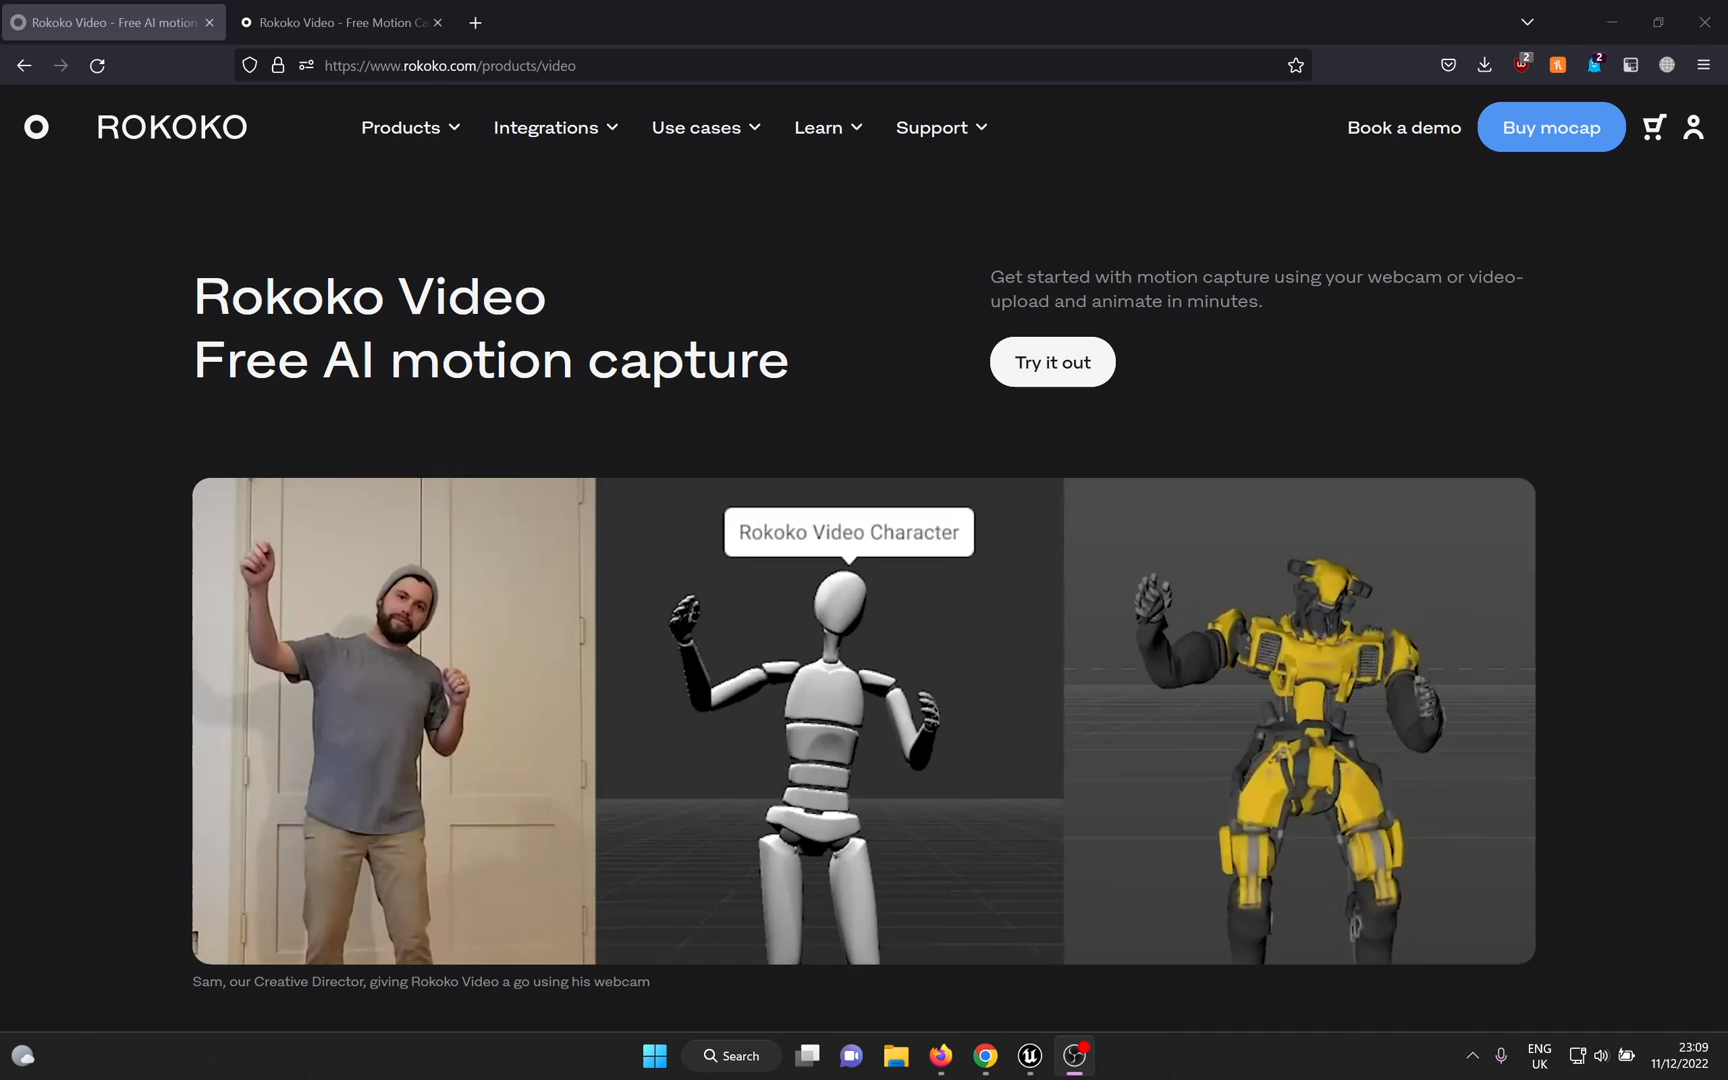 Rokoko Video - Free AI motion
Rokoko Video - Free Motion Ca
https://www.rokoko.com/products/video
2
2
ROKOKO
Products
Integrations
Use cases
Learn
Support
Book a demo
Buy mocap
Rokoko Video
Free AI motion capture
Get started with motion capture using your webcam or video-
upload and animate in minutes.
Try it out
Rokoko Video Character
Sam, our Creative Director, giving Rokoko Video a go using his webcam
Search
ENG
UK
23:09
11/12/2022